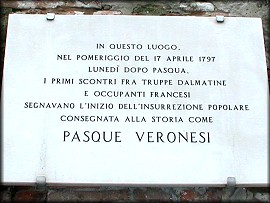 IN QUESTO LUOGO,
NEL POMERIGGIO DEL 17 APRILE 1797
LUNEDÍ DOPO PASQUA,
I PRIMI SCONTRI FRA TRUPPE DALMATINE
E OCCUPANTI FRANCESI
SEGNAVANO L'INIZIO DELL'INSURREZIONE POPOLARE
CONSEGNATA ALLA STORIA COME
PASQUE VERONESI